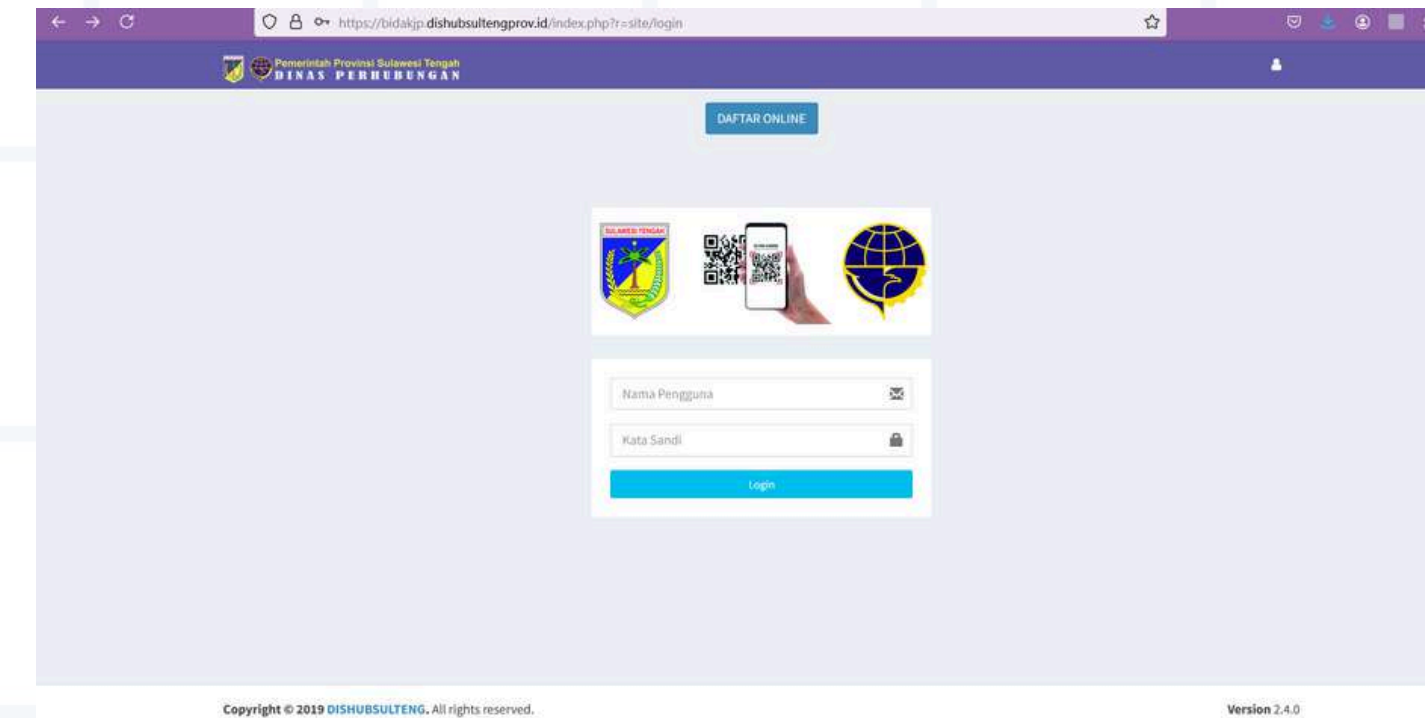 https://bidakjp.dishubsultengprov.id/index.php?r=site/login
Pemerintah Provinsi Sulawesi Tengah
DINAS PERHUBUNGAN
DAFTAR ONLINE
SULAWESI TENGAH
Nama Pengguna
Kata Sandi
Login
Copyright © 2019 DISHUBSULTENG. All rights reserved.
Version 2.4.0